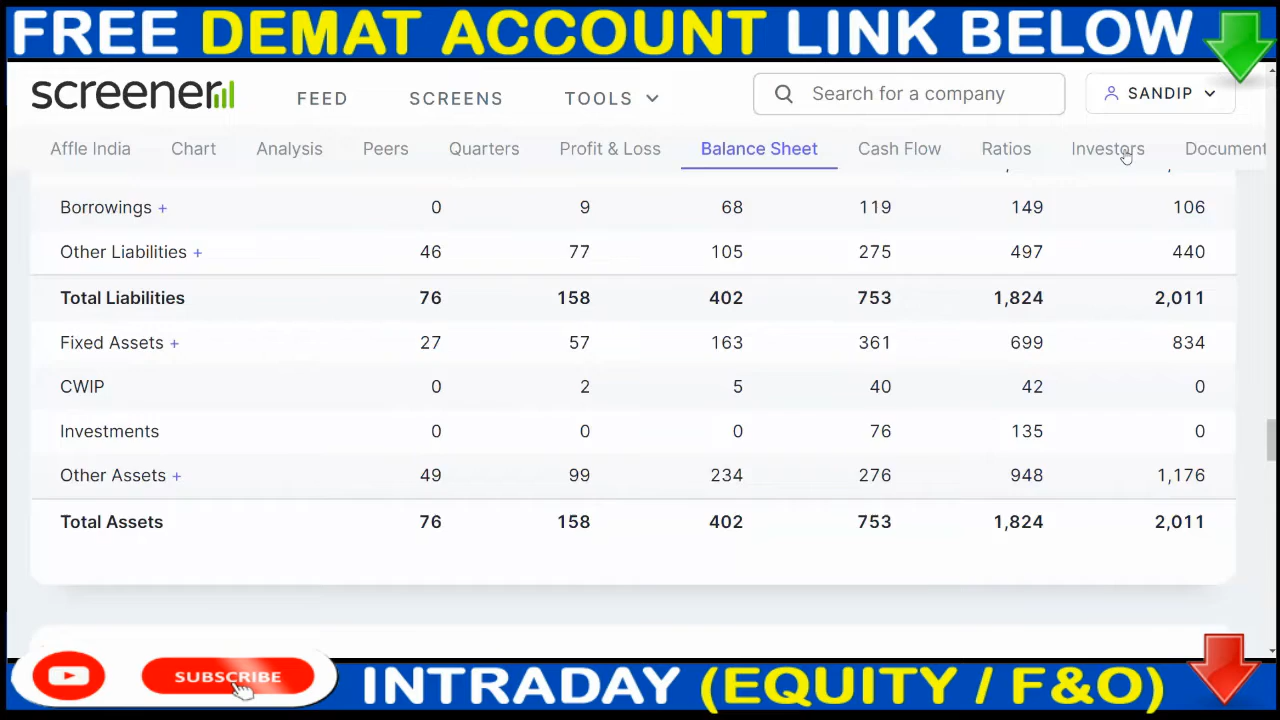 FREE DEMAT ACCOUNT LINK BELOW
screener FEED SCREENS TOOLS Search for a company SANDIP
Affle India Chart Analysis Peers Quarters Profit & Loss Balance Sheet Cash Flow Ratios Investors Document
Borrowings + 0 9 68 119 149 106
Other Liabilities + 46 77 105 275 497 440
Total Liabilities 76 158 402 753 1,824 2,011
Fixed Assets + 27 57 163 361 699 834
CWIP 0 2 5 40 42 0
Investments 0 0 0 76 135 0
Other Assets + 49 99 234 276 948 1,176
Total Assets 76 158 402 753 1,824 2,011
SUBSCRIBE
INTRADAY (EQUITY / F&O)